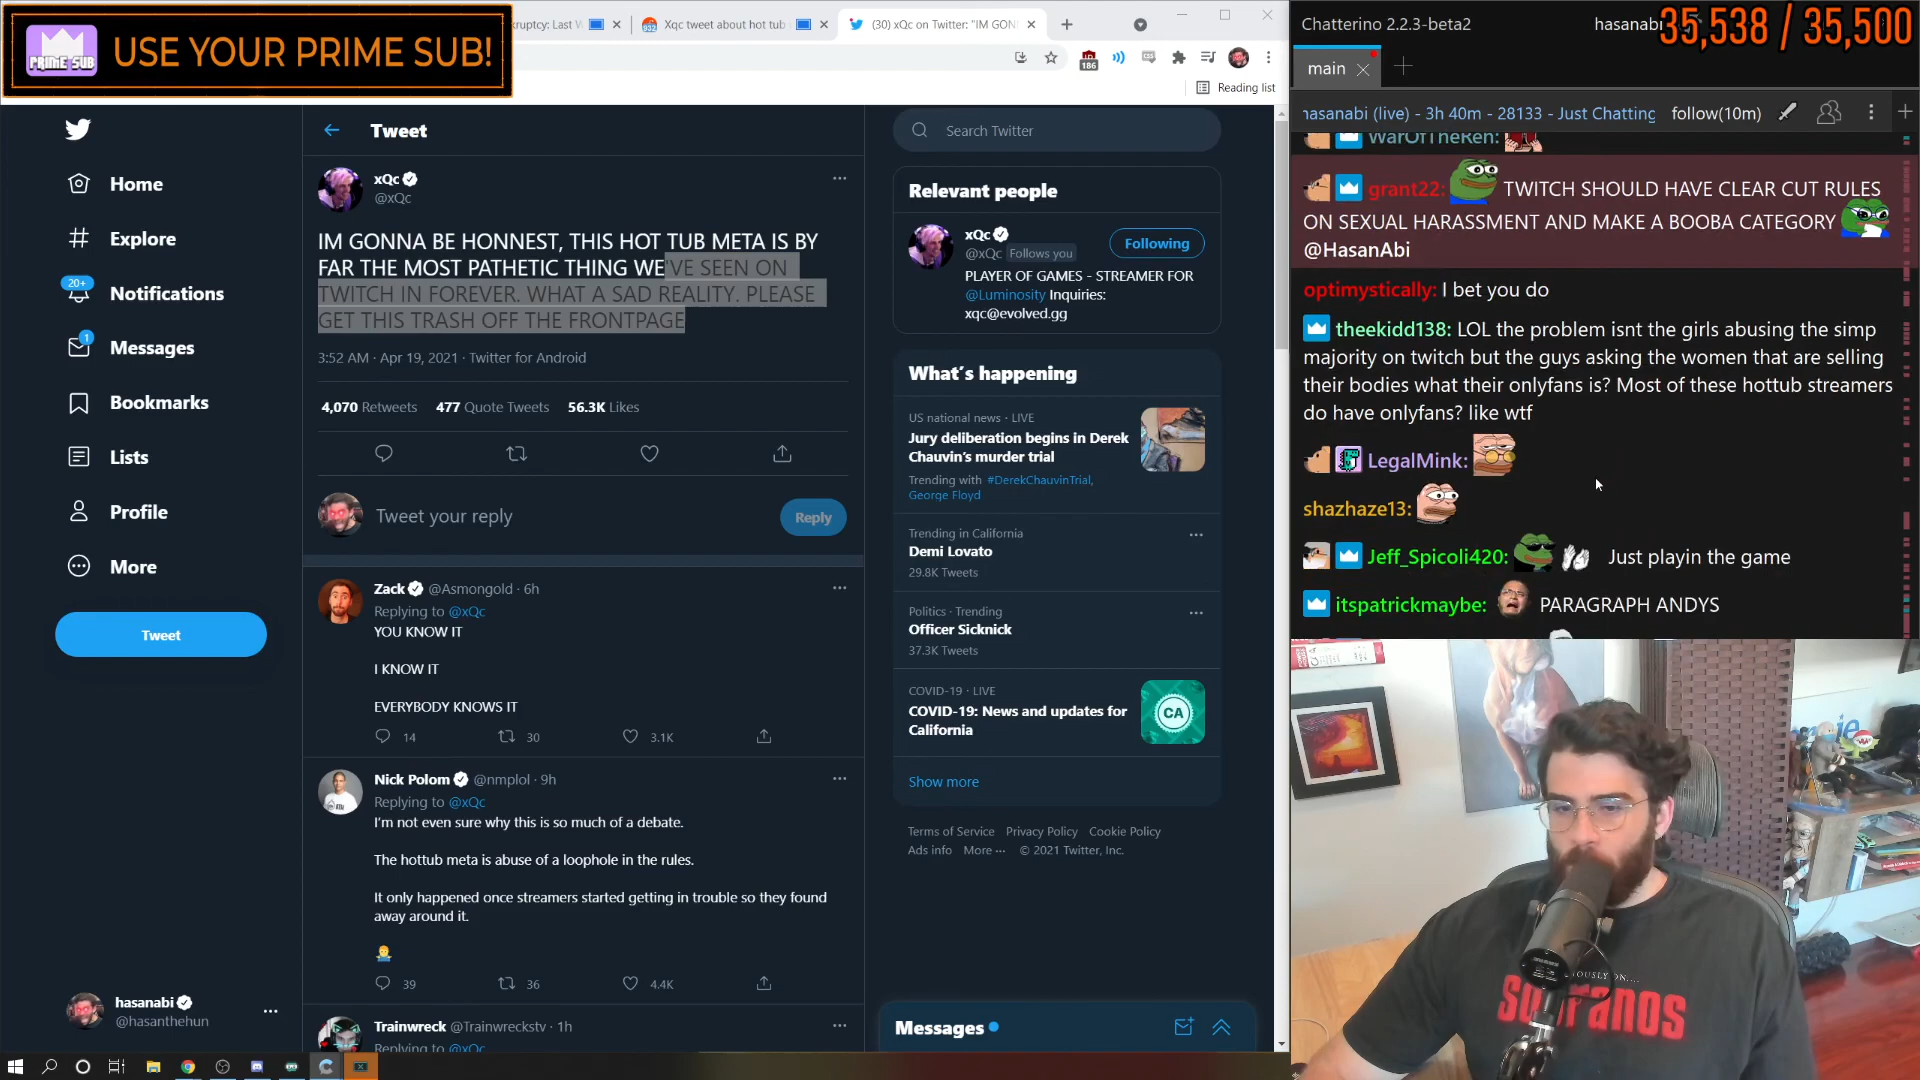 USE YOUR PRIME SUB!
PRIME SUB
kruptcy: Last W
Xqc tweet about hot tub
(30) xQc on Twitter: "IM GON
186
Reading list
Home
Explore
20+
Notifications
1
Messages
Bookmarks
Lists
Profile
More
Tweet
hasanabi
@hasanthehun
Tweet
xQc
@xQc
IM GONNA BE HONNEST, THIS HOT TUB META IS BY
FAR THE MOST PATHETIC THING WE'VE SEEN ON
TWITCH IN FOREVER. WHAT A SAD REALITY. PLEASE
GET THIS TRASH OFF THE FRONTPAGE
3:52 AM · Apr 19, 2021 · Twitter for Android
4,070 Retweets 477 Quote Tweets 56.3K Likes
Tweet your reply
Reply
Zack @Asmongold · 6h
Replying to @xQc
YOU KNOW IT
I KNOW IT
EVERYBODY KNOWS IT
14 30 3.1K
Nick Polom @nmplol · 9h
Replying to @xQc
I'm not even sure why this is so much of a debate.
The hottub meta is abuse of a loophole in the rules.
It only happened once streamers started getting in trouble so they found
away around it.
39 36 4.4K
Trainwreck @Trainwreckstv · 1h
Replying to @xQc
Search Twitter
Relevant people
xQc
@xQc Follows you
Following
PLAYER OF GAMES - STREAMER FOR
@Luminosity Inquiries:
xqc@evolved.gg
What's happening
US national news · LIVE
Jury deliberation begins in Derek
Chauvin's murder trial
Trending with #DerekChauvinTrial,
George Floyd
Trending in California
Demi Lovato
29.8K Tweets
Politics · Trending
Officer Sicknick
37.3K Tweets
COVID-19 · LIVE
COVID-19: News and updates for
California
CA
Show more
Terms of Service Privacy Policy Cookie Policy
Ads info More ··· © 2021 Twitter, Inc.
Messages
Chatterino 2.2.3-beta2
hasanabi
35,538 / 35,500
main
hasanabi (live) - 3h 40m - 28133 - Just Chatting
follow(10m)
WarOfTheRen:
grant22: TWITCH SHOULD HAVE CLEAR CUT RULES
ON SEXUAL HARASSMENT AND MAKE A BOOBA CATEGORY
@HasanAbi
optimystically: I bet you do
theekidd138: LOL the problem isnt the girls abusing the simp
majority on twitch but the guys asking the women that are selling
their bodies what their onlyfans is? Most of these hottub streamers
do have onlyfans? like wtf
LegalMink:
shazhaze13:
Jeff_Spicoli420: Just playin the game
itspatrickmaybe: PARAGRAPH ANDYS